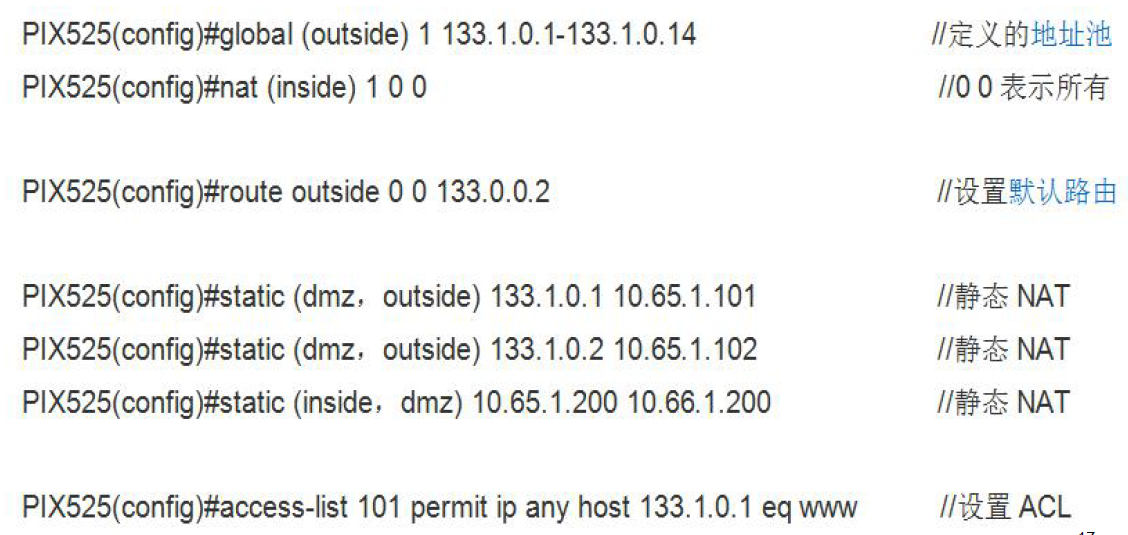 PIX525(config)#global (outside) 1 133.1.0.1-133.1.0.14 //定义的地址池
PIX525(config)#nat (inside) 1 0 0 //0 0 表示所有
PIX525(config)#route outside 0 0 133.0.0.2 //设置默认路由
PIX525(config)#static (dmz，outside) 133.1.0.1 10.65.1.101 //静态 NAT
PIX525(config)#static (dmz，outside) 133.1.0.2 10.65.1.102 //静态 NAT
PIX525(config)#static (inside，dmz) 10.65.1.200 10.66.1.200 //静态 NAT
PIX525(config)#access-list 101 permit ip any host 133.1.0.1 eq www //设置 ACL